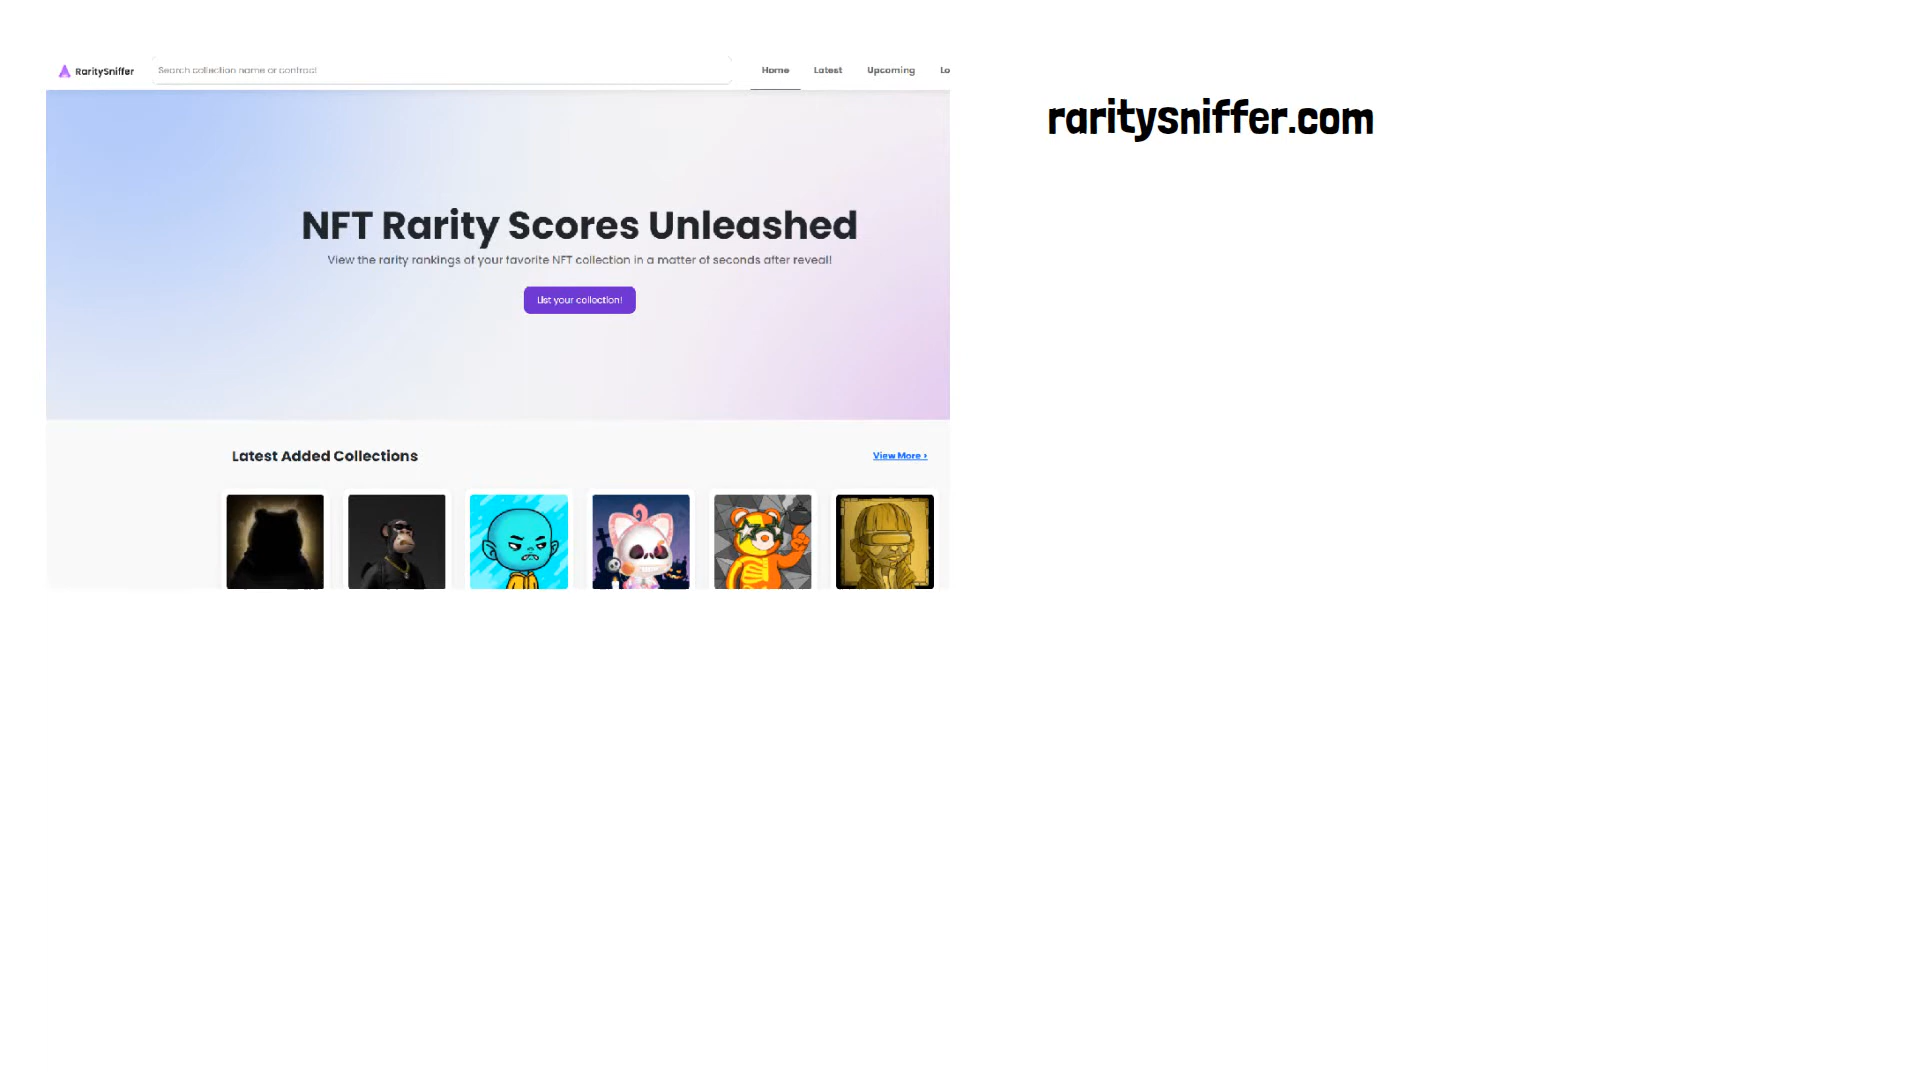 RaritySniffer
Search collection name or contract
Home
Latest
Upcoming
Lo
raritysniffer.com
NFT Rarity Scores Unleashed
View the rarity rankings of your favorite NFT collection in a matter of seconds after reveal!
List your collection!
Latest Added Collections
View More ›